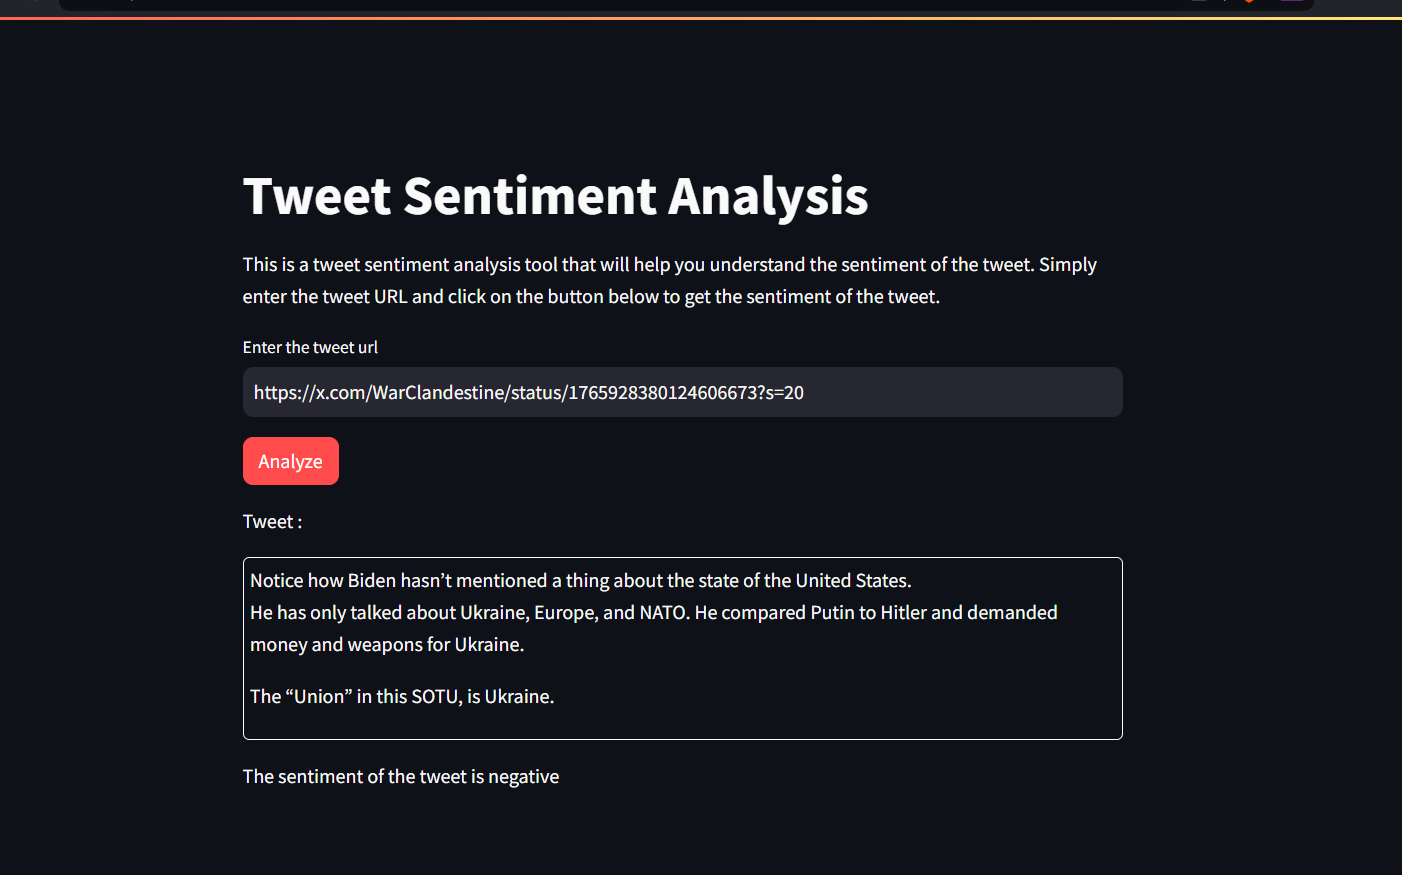 Tweet Sentiment Analysis
This is a tweet sentiment analysis tool that will help you understand the sentiment of the tweet. Simply
enter the tweet URL and click on the button below to get the sentiment of the tweet.
Enter the tweet url
https://x.com/WarClandestine/status/1765928380124606673?s=20
Analyze
Tweet :
Notice how Biden hasn’t mentioned a thing about the state of the United States.
He has only talked about Ukraine, Europe, and NATO. He compared Putin to Hitler and demanded
money and weapons for Ukraine.
The “Union” in this SOTU, is Ukraine.
The sentiment of the tweet is negative